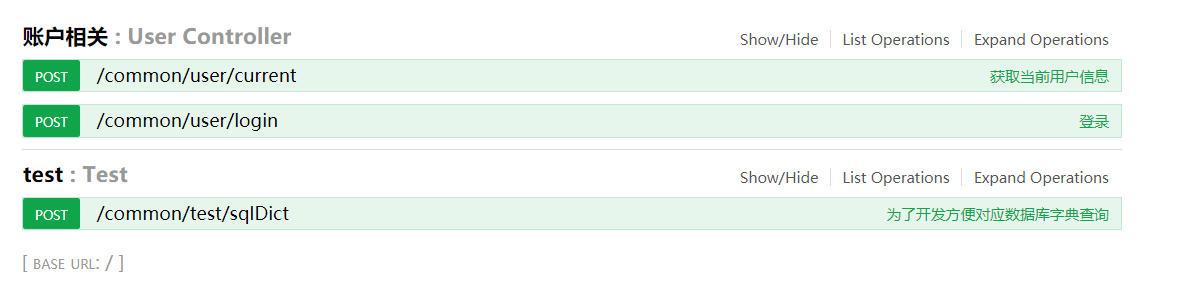 账户相关 : User Controller
Show/Hide List Operations Expand Operations
POST /common/user/current 获取当前用户信息
POST /common/user/login 登录
test : Test
Show/Hide List Operations Expand Operations
POST /common/test/sqlDict 为了开发方便对应数据库字典查询
[ BASE URL: / ]